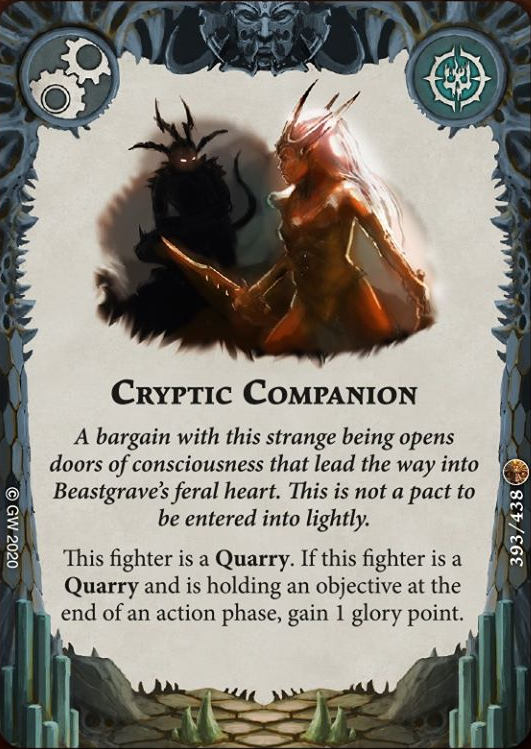 Cryptic Companion
A bargain with this strange being opens
doors of consciousness that lead the way into
Beastgrave's feral heart. This is not a pact to
be entered into lightly.
This fighter is a Quarry. If this fighter is a
Quarry and is holding an objective at the
end of an action phase, gain 1 glory point.
© GW 2020
393/438